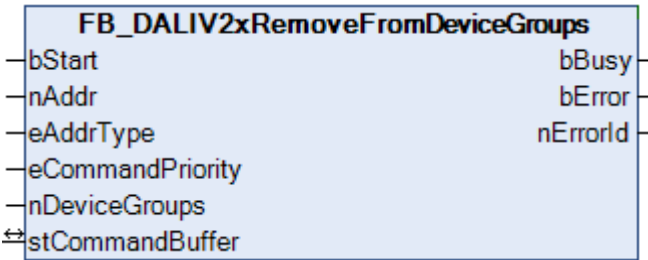 FB_DALIV2xRemoveFromDeviceGroups
bStart bBusy
nAddr bError
eAddrType nErrorId
eCommandPriority
nDeviceGroups
stCommandBuffer